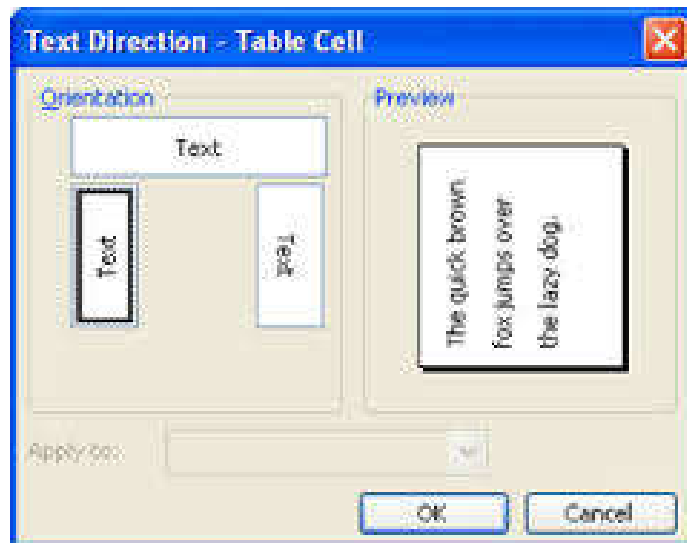 Text Direction - Table Cell
Orientation
Preview
Text
Text
Text
The quick brown
fox jumps over
the lazy dog.
Apply to:
OK
Cancel